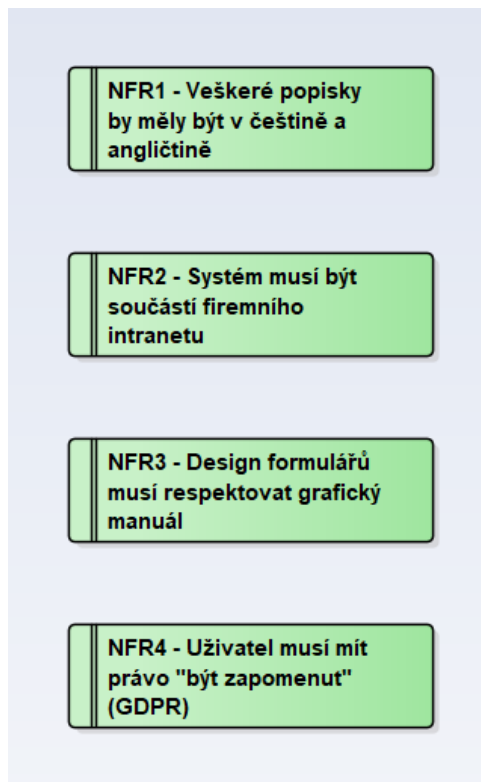 NFR1 - Veškeré popisky
by měly být v češtině a
angličtině
NFR2 - Systém musí být
součástí firemního
intranetu
NFR3 - Design formulářů
musí respektovat grafický
manuál
NFR4 - Uživatel musí mít
právo "být zapomenut"
(GDPR)